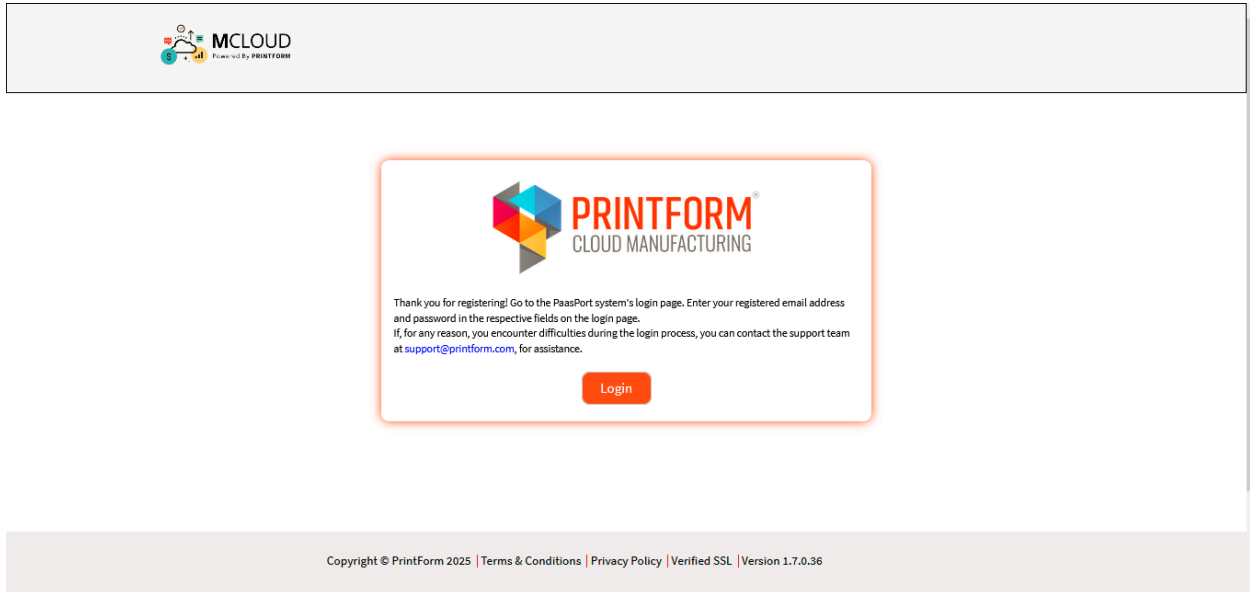 MCLOUD
Powered By PRINTFORM
PRINTFORM®
CLOUD MANUFACTURING
Thank you for registering! Go to the PaasPort system's login page. Enter your registered email address
and password in the respective fields on the login page.
If, for any reason, you encounter difficulties during the login process, you can contact the support team
at support@printform.com, for assistance.
Login
Copyright © PrintForm 2025 | Terms & Conditions | Privacy Policy | Verified SSL | Version 1.7.0.36